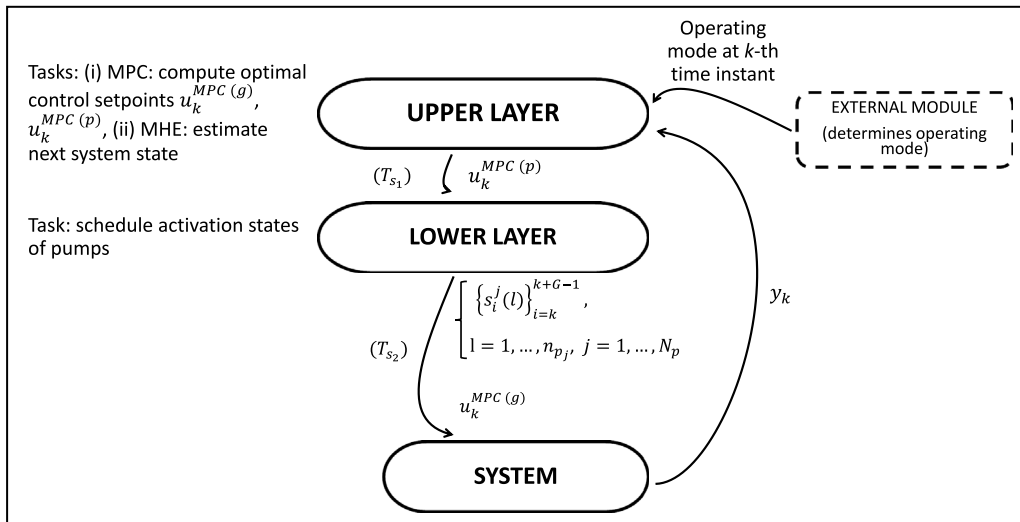 Operating
mode at k-th
time instant
Tasks: (i) MPC: compute optimal
control setpoints u_k^{MPC (g)},
u_k^{MPC (p)}, (ii) MHE: estimate
next system state
UPPER LAYER
EXTERNAL MODULE
(determines operating
mode)
(T_{s_1}) u_k^{MPC (p)}
Task: schedule activation states
of pumps
LOWER LAYER
{s_i^j(l)}_{i=k}^{k+G−1},
l = 1, …, n_{p_j}, j = 1, …, N_p
(T_{s_2})
y_k
u_k^{MPC (g)}
SYSTEM